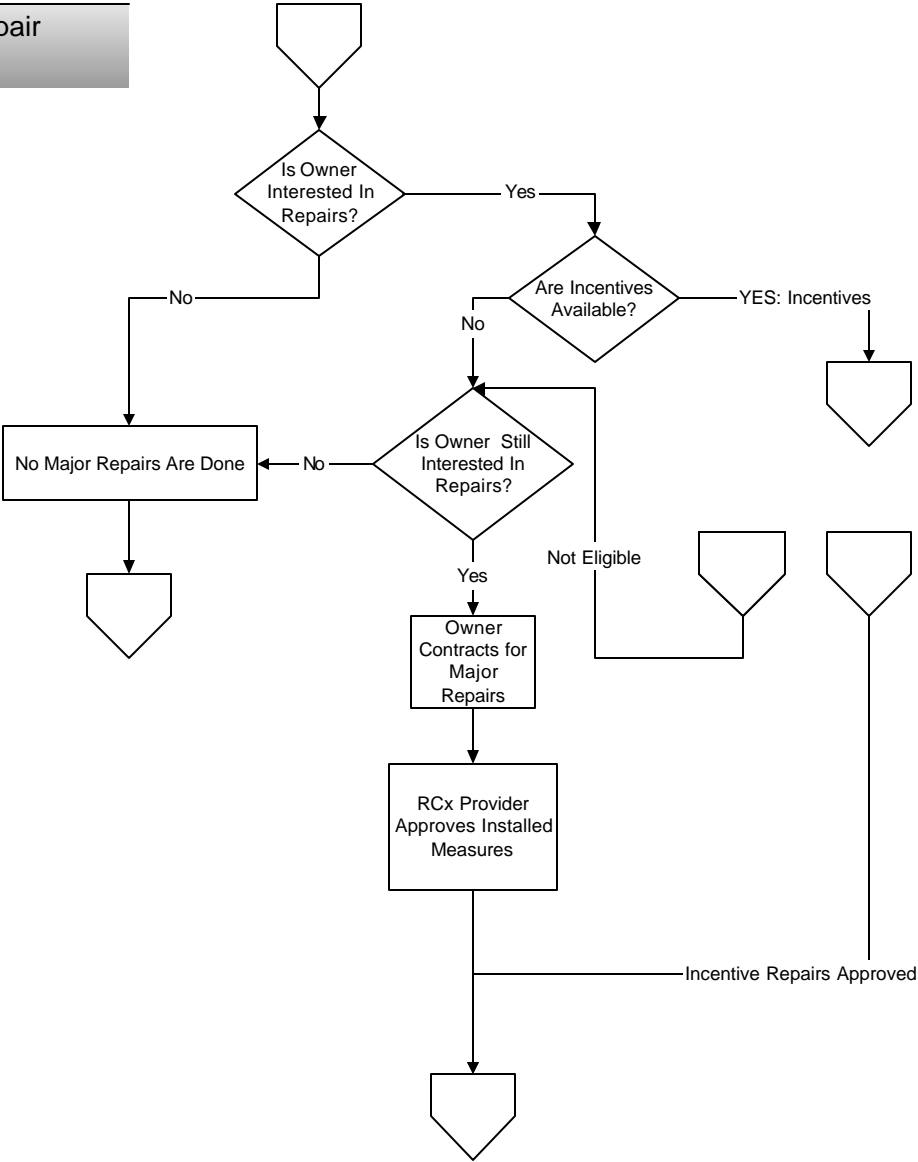 Is Owner
Interested In
Repairs?
Yes
No
Are Incentives
Available?
YES: Incentives
No
Is Owner Still
Interested In
Repairs?
No
No Major Repairs Are Done
Not Eligible
Yes
Owner
Contracts for
Major
Repairs
RCx Provider
Approves Installed
Measures
Incentive Repairs Approved